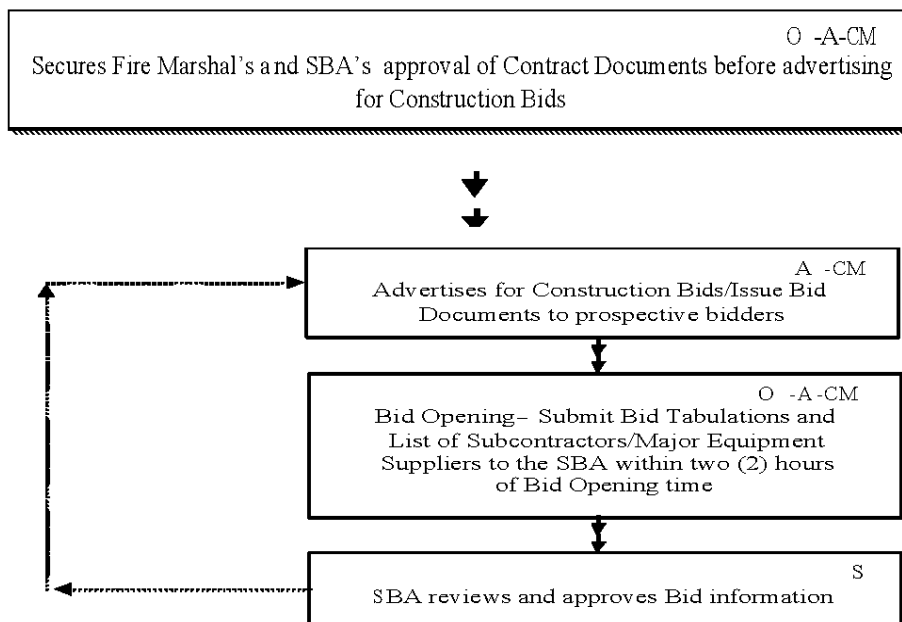 O -A-CM
Secures Fire Marshal's and SBA's approval of Contract Documents before advertising
for Construction Bids
A -CM
Advertises for Construction Bids/Issue Bid
Documents to prospective bidders
O -A -CM
Bid Opening– Submit Bid Tabulations and
List of Subcontractors/Major Equipment
Suppliers to the SBA within two (2) hours
of Bid Opening time
S
SBA reviews and approves Bid information